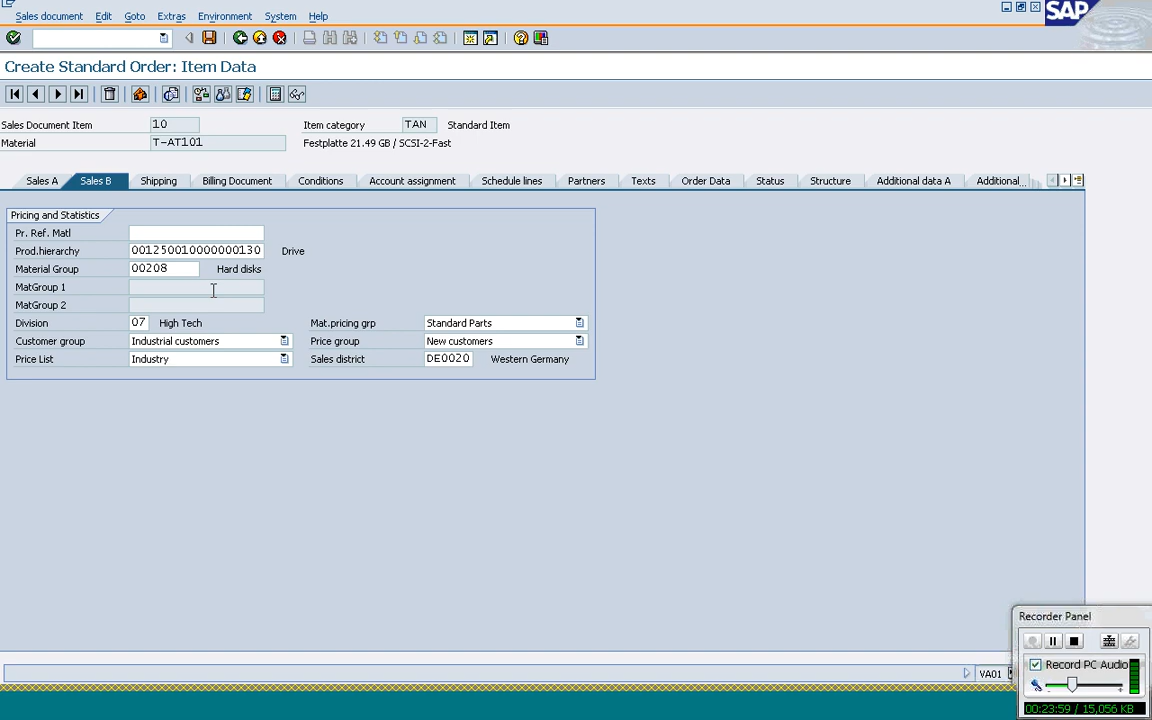 Sales document Edit Goto Extras Environment System Help
SAP
Create Standard Order: Item Data
Sales Document Item 10 Item category TAN Standard Item
Material T-AT101 Festplatte 21.49 GB / SCSI-2-Fast
Sales A Sales B Shipping Billing Document Conditions Account assignment Schedule lines Partners Texts Order Data Status Structure Additional data A Additional...
Pricing and Statistics
Pr. Ref. Matl
Prod.hierarchy 001250010000000130 Drive
Material Group 00208 Hard disks
MatGroup 1
MatGroup 2
Division 07 High Tech Mat.pricing grp Standard Parts
Customer group Industrial customers Price group New customers
Price List Industry Sales district DE0020 Western Germany
Recorder Panel
Record PC Audio
VA01
00:23:59 / 15,056 KB